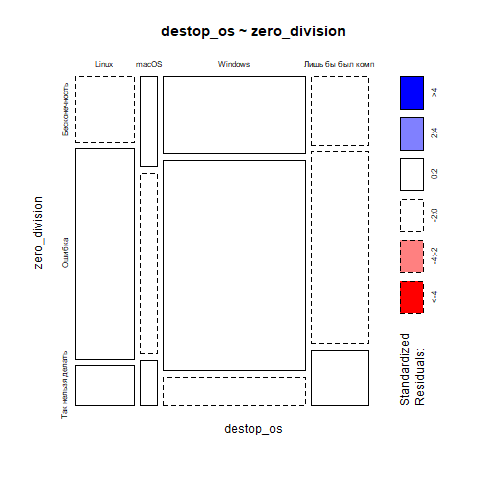 destop_os ~ zero_division
Linux
macOS
Windows
Лишь бы был комп
Бесконечность
Ошибка
Так нельзя делать
zero_division
destop_os
Standardized
Residuals:
<-4
-4:-2
-2:0
0:2
2:4
>4